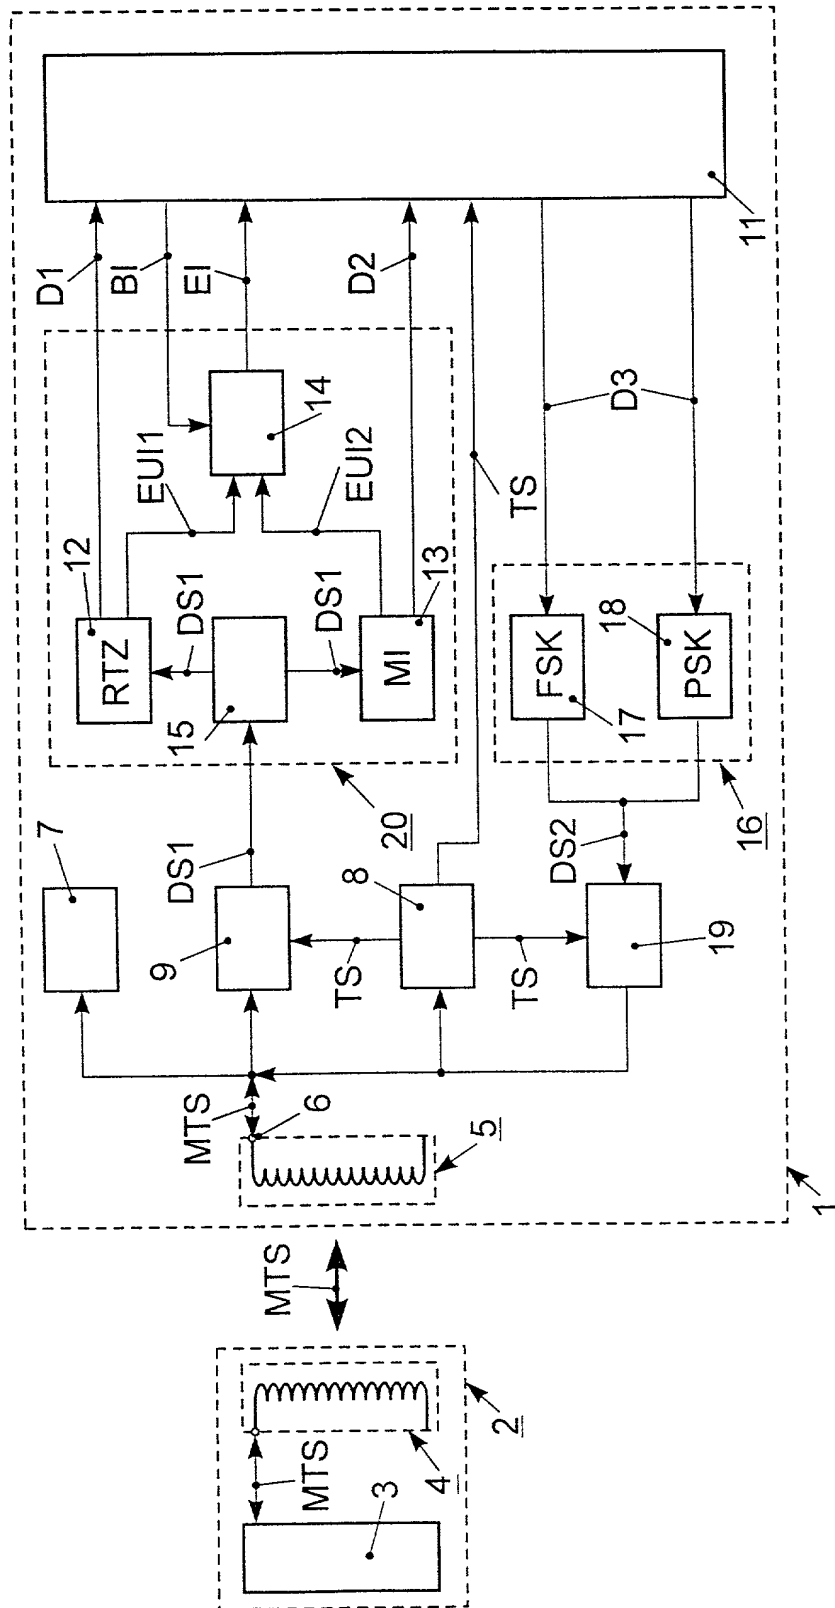 D1
BI
EI
D2
11
EUI1
EUI2
14
TS
D3
12
RTZ
DS1
DS1
13
MI
15
20
FSK
17
18
PSK
16
7
DS1
9
8
TS
TS
DS2
19
MTS
6
5
1
MTS
2
MTS
4
3